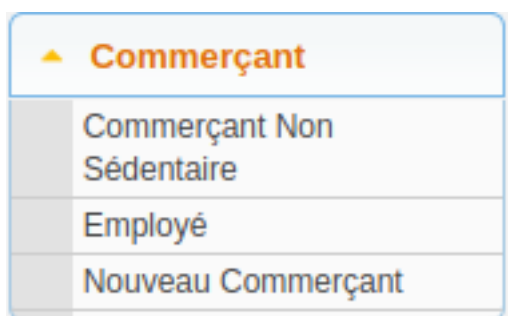 Commerçant
Commerçant Non
Sédentaire
Employé
Nouveau Commerçant